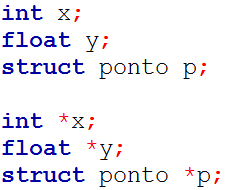 int x;
float y;
struct ponto p;
int *x;
float *y;
struct ponto *p;